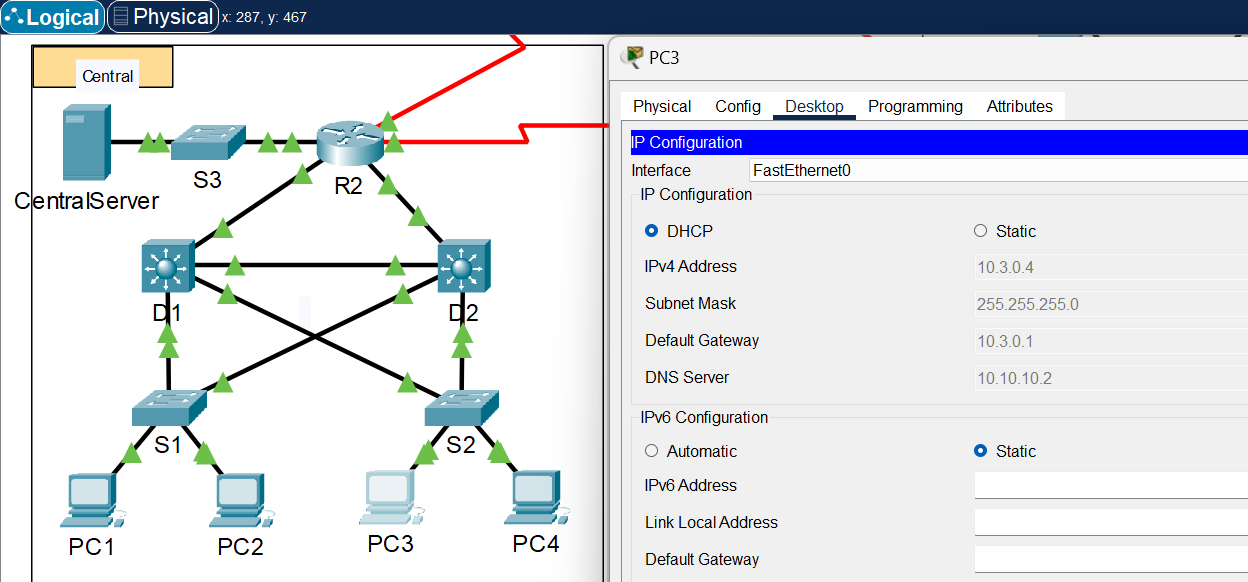 Logical Physical x: 287, y: 467
Central
CentralServer
S3
R2
D1
D2
S1
S2
PC1
PC2
PC3
PC4
PC3
Physical Config Desktop Programming Attributes
IP Configuration
Interface FastEthernet0
IP Configuration
DHCP Static
IPv4 Address 10.3.0.4
Subnet Mask 255.255.255.0
Default Gateway 10.3.0.1
DNS Server 10.10.10.2
IPv6 Configuration
Automatic Static
IPv6 Address
Link Local Address
Default Gateway